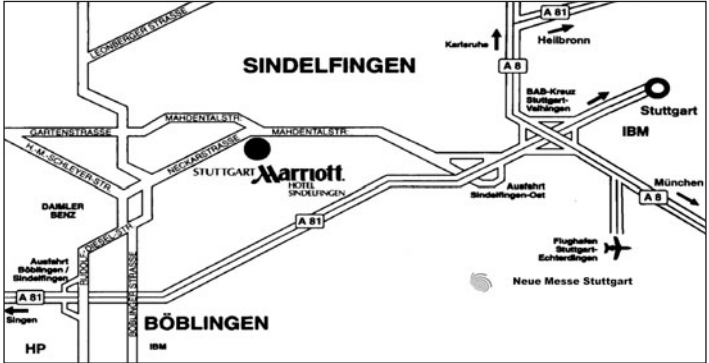 A 81
LEONBERGER STRASSE
Karlsruhe
Heilbronn
SINDELFINGEN
A 8
BAB-Kreuz
Stuttgart-
Vaihingen
Stuttgart
IBM
GARTENSTRASSE
MAHDENTALSTR.
MAHDENTALSTR.
NECKARSTRASSE
H.-M.-SCHLEYER-STR.
STUTTGART
Marriott.
HOTEL
SINDELFINGEN
Ausfahrt
Sindelfingen-Ost
München
A 8
DAIMLER
BENZ
RUDOLF-DIESEL-STR.
A 81
Flughafen
Stuttgart-
Echterdingen
Ausfahrt
Böblingen /
Sindelfingen
BÖBLINGER STRASSE
Neue Messe Stuttgart
A 81
Singen
BÖBLINGEN
HP
IBM